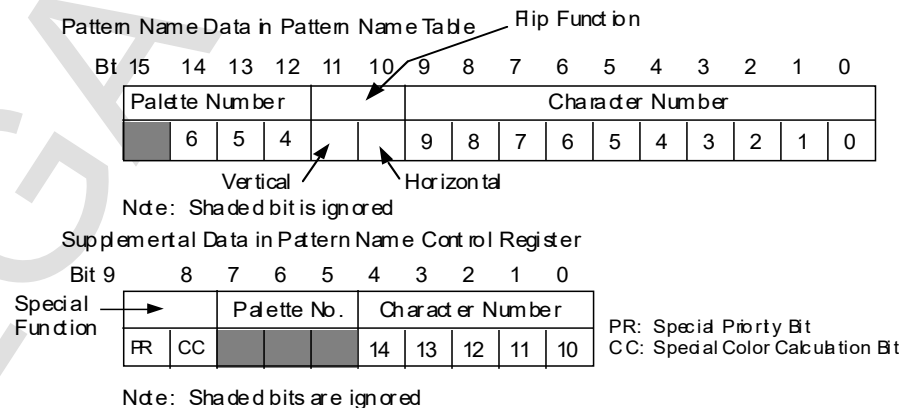 Pattern Name Data in Pattern Name Table
Flip Function
Bit 15 14 13 12 11 10 9 8 7 6 5 4 3 2 1 0
Palette Number Character Number
6 5 4 9 8 7 6 5 4 3 2 1 0
Vertical Horizontal
Note: Shaded bit is ignored
Supplemental Data in Pattern Name Control Register
Bit 9 8 7 6 5 4 3 2 1 0
Special Function
Palette No. Character Number
PR CC 14 13 12 11 10
PR: Special Priorty Bit
CC: Special Color Calculation Bit
Note: Shaded bits are ignored